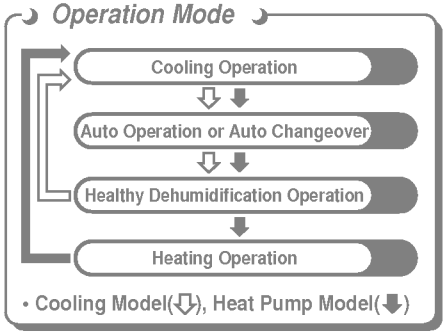 Operation Mode
Cooling Operation
Auto Operation or Auto Changeover
Healthy Dehumidification Operation
Heating Operation
• Cooling Model(⇩), Heat Pump Model(⬇)